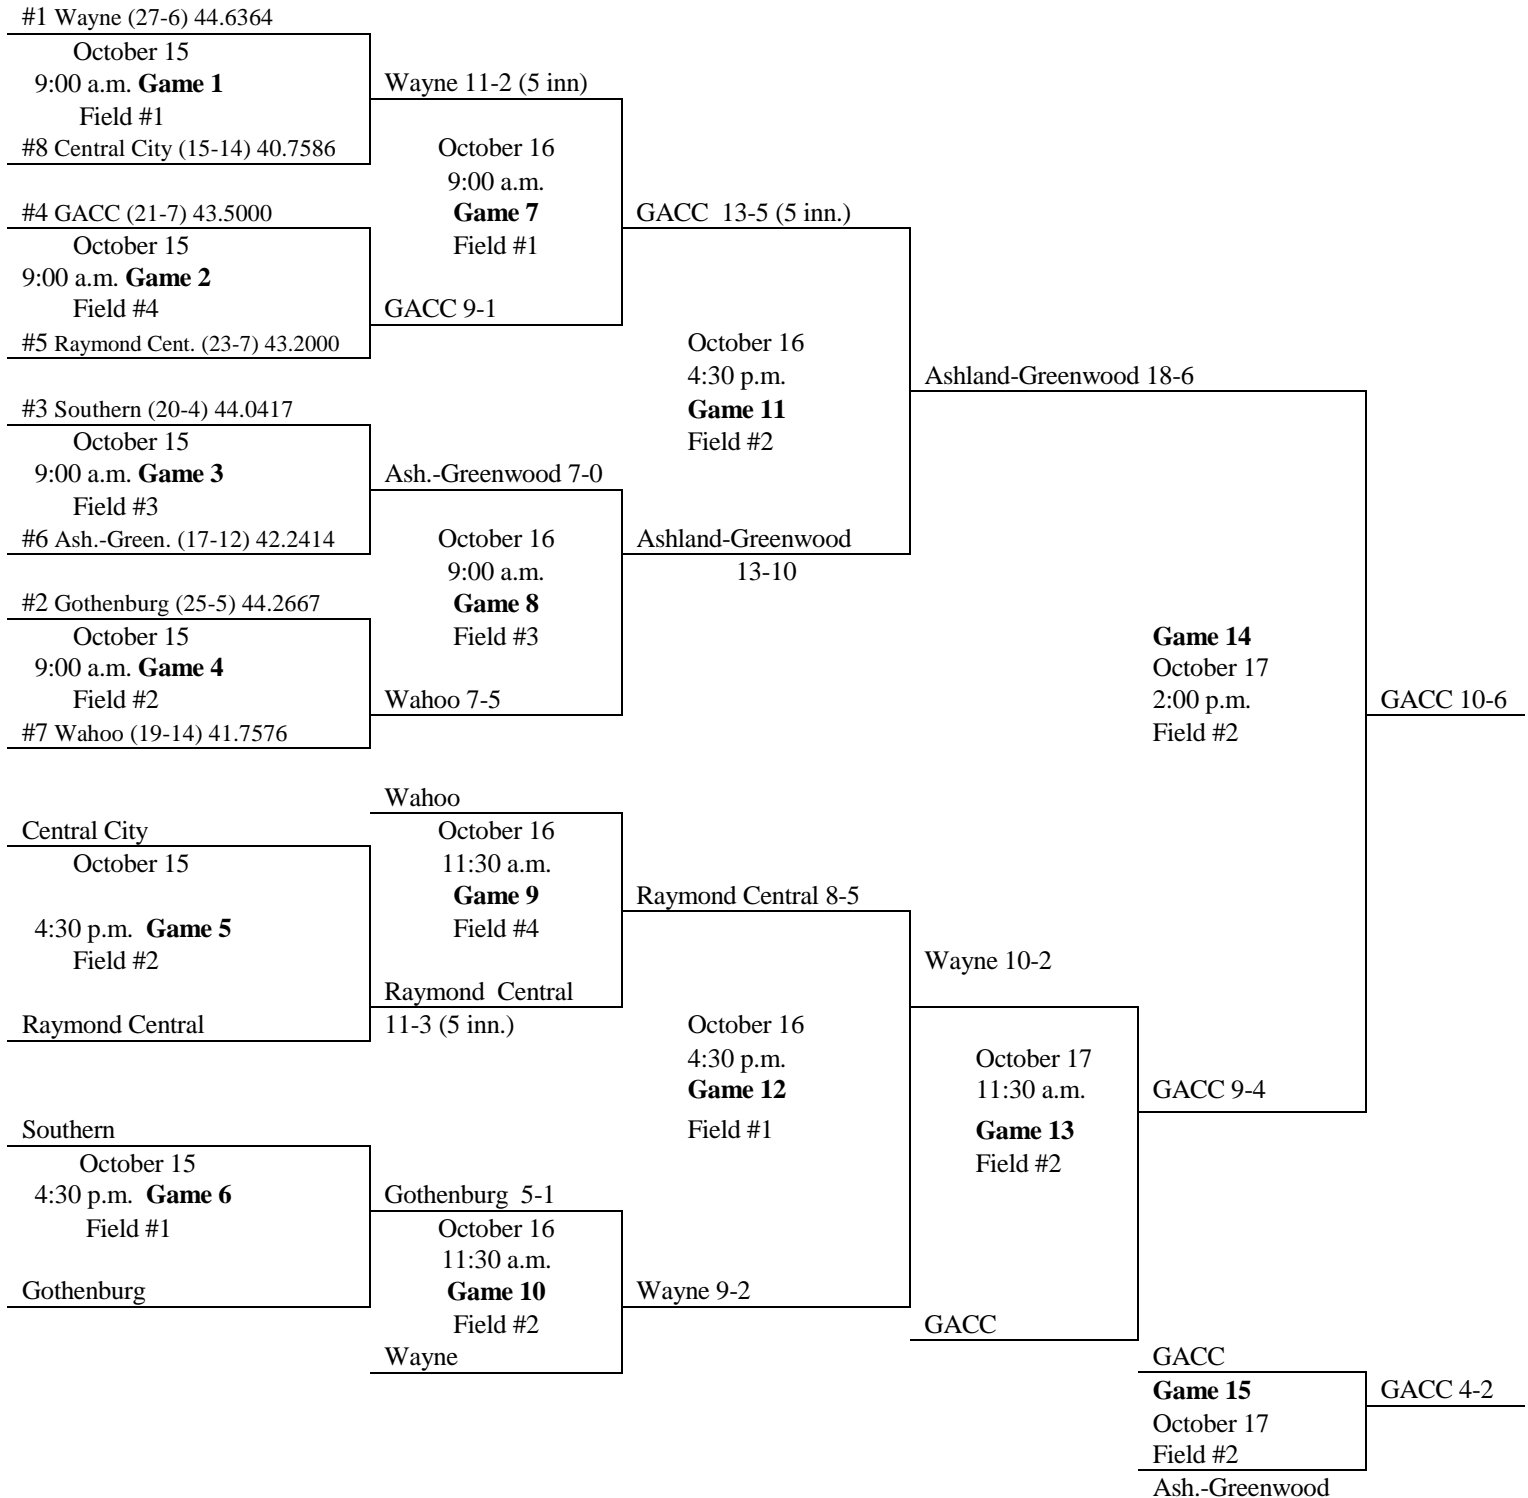 #1 Wayne (27-6) 44.6364
October 15
9:00 a.m. Game 1
Field #1
#8 Central City (15-14) 40.7586
Wayne 11-2 (5 inn)
October 16
9:00 a.m.
Game 7
Field #1
#4 GACC (21-7) 43.5000
October 15
9:00 a.m. Game 2
Field #4
#5 Raymond Cent. (23-7) 43.2000
GACC 9-1
GACC  13-5 (5 inn.)
October 16
4:30 p.m.
Game 11
Field #2
#3 Southern (20-4) 44.0417
October 15
9:00 a.m. Game 3
Field #3
#6 Ash.-Green. (17-12) 42.2414
Ash.-Greenwood 7-0
October 16
9:00 a.m.
Game 8
Field #3
#2 Gothenburg (25-5) 44.2667
October 15
9:00 a.m. Game 4
Field #2
#7 Wahoo (19-14) 41.7576
Wahoo 7-5
Ashland-Greenwood
13-10
Ashland-Greenwood 18-6
Game 14
October 17
2:00 p.m.
Field #2
GACC 10-6
Central City
October 15
4:30 p.m.  Game 5
Field #2
Raymond Central
Wahoo
October 16
11:30 a.m.
Game 9
Field #4
Raymond  Central
11-3 (5 inn.)
Raymond Central 8-5
October 16
4:30 p.m.
Game 12
Field #1
Southern
October 15
4:30 p.m.  Game 6
Field #1
Gothenburg
Gothenburg  5-1
October 16
11:30 a.m.
Game 10
Field #2
Wayne
Wayne 9-2
Wayne 10-2
October 17
11:30 a.m.
Game 13
Field #2
GACC
GACC 9-4
GACC
Game 15
October 17
Field #2
Ash.-Greenwood
GACC 4-2